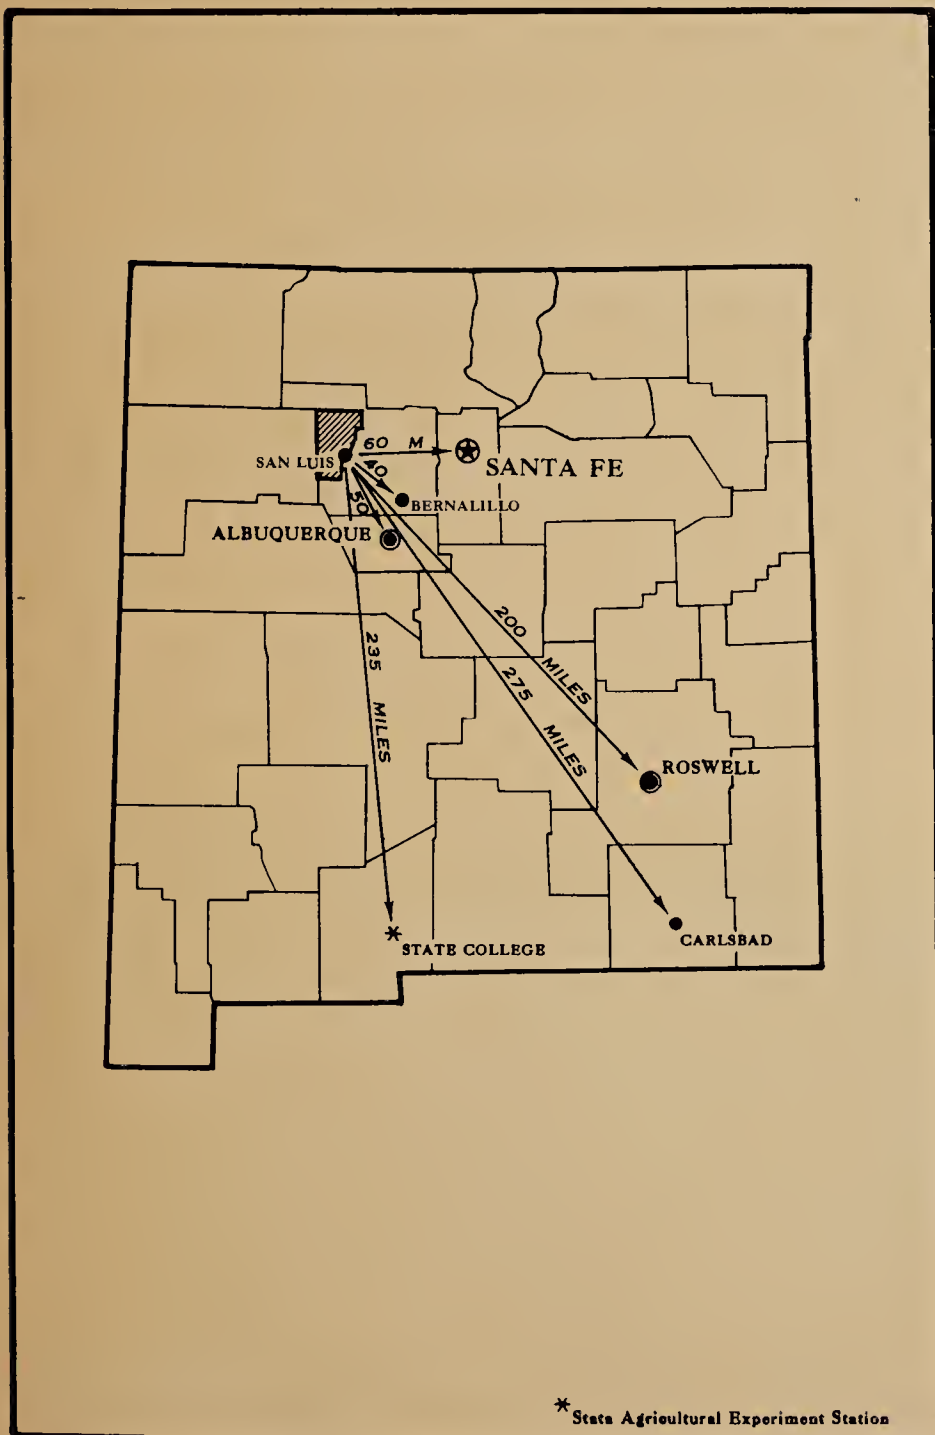 60 M
SANTA FE
SAN LUIS
40
BERNALILLO
50
ALBUQUERQUE
200 MILES
275 MILES
235 MILES
ROSWELL
CARLSBAD
* STATE COLLEGE
* State Agricultural Experiment Station